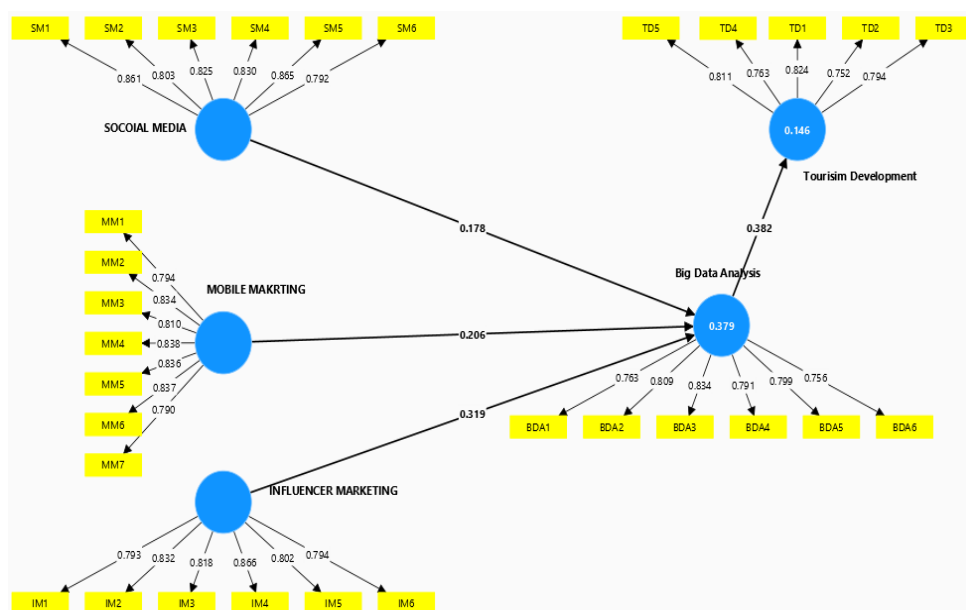 SM1 SM2 SM3 SM4 SM5 SM6
0.861 0.803 0.825 0.830 0.865 0.792
SOCOIAL MEDIA
TD5 TD4 TD1 TD2 TD3
0.811 0.763 0.824 0.752 0.794
0.146
Tourisim Development
0.178
0.382
MM1
MM2
MM3
MM4
MM5
MM6
MM7
0.794
0.834
0.810
0.838
0.836
0.837
0.790
MOBILE MAKRTING
0.206
Big Data Analysis
0.379
0.763 0.809 0.834 0.791 0.799 0.756
BDA1 BDA2 BDA3 BDA4 BDA5 BDA6
0.319
INFLUENCER MARKETING
0.793 0.832 0.818 0.866 0.802 0.794
IM1 IM2 IM3 IM4 IM5 IM6